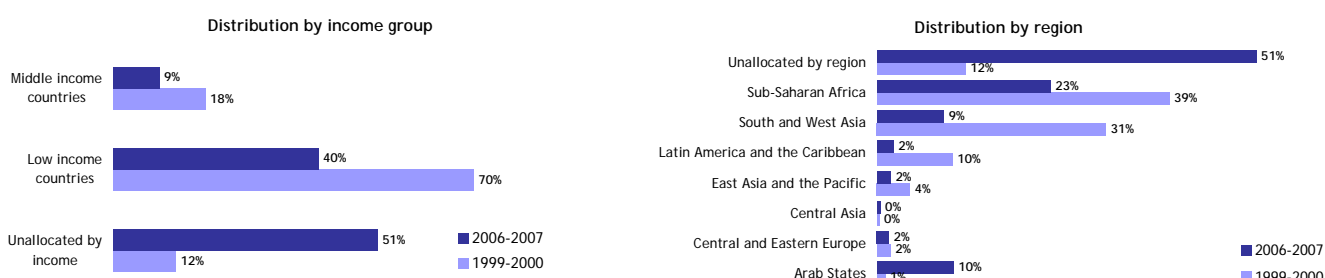 Distribution by income group
Middle income
countries
9%
18%
Low income
countries
40%
70%
Unallocated by
income
51%
12%
2006-2007
1999-2000
Distribution by region
Unallocated by region
51%
12%
Sub-Saharan Africa
23%
39%
South and West Asia
9%
31%
Latin America and the Caribbean
2%
10%
East Asia and the Pacific
2%
4%
Central Asia
0%
0%
Central and Eastern Europe
2%
2%
Arab States
10%
1%
2006-2007
1999-2000